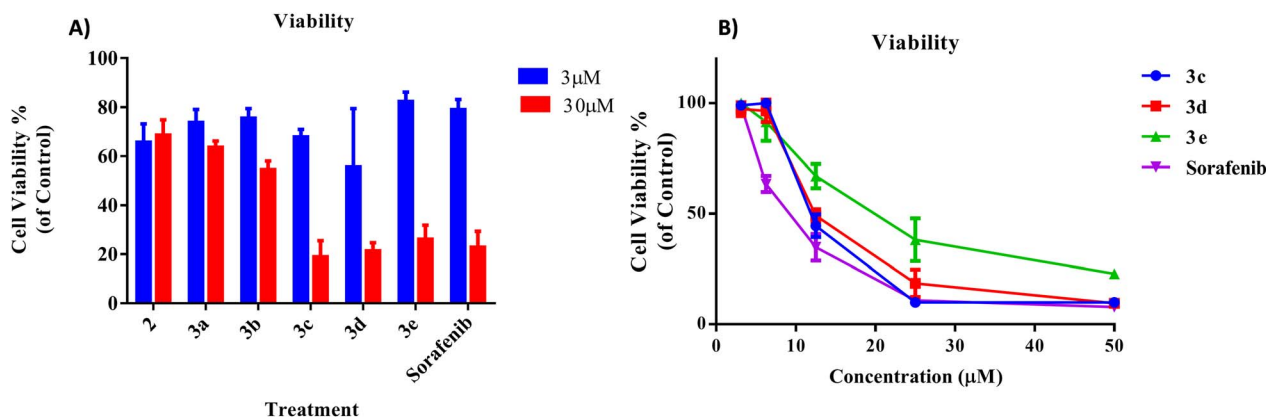 A)
Viability
Cell Viability %
(of Control)
100
80
60
40
20
0
2
3a
3b
3c
3d
3e
Sorafenib
Treatment
3μM
30μM
B)
Viability
Cell Viability %
(of Control)
100
50
0
0
10
20
30
40
50
Concentration (μM)
3c
3d
3e
Sorafenib